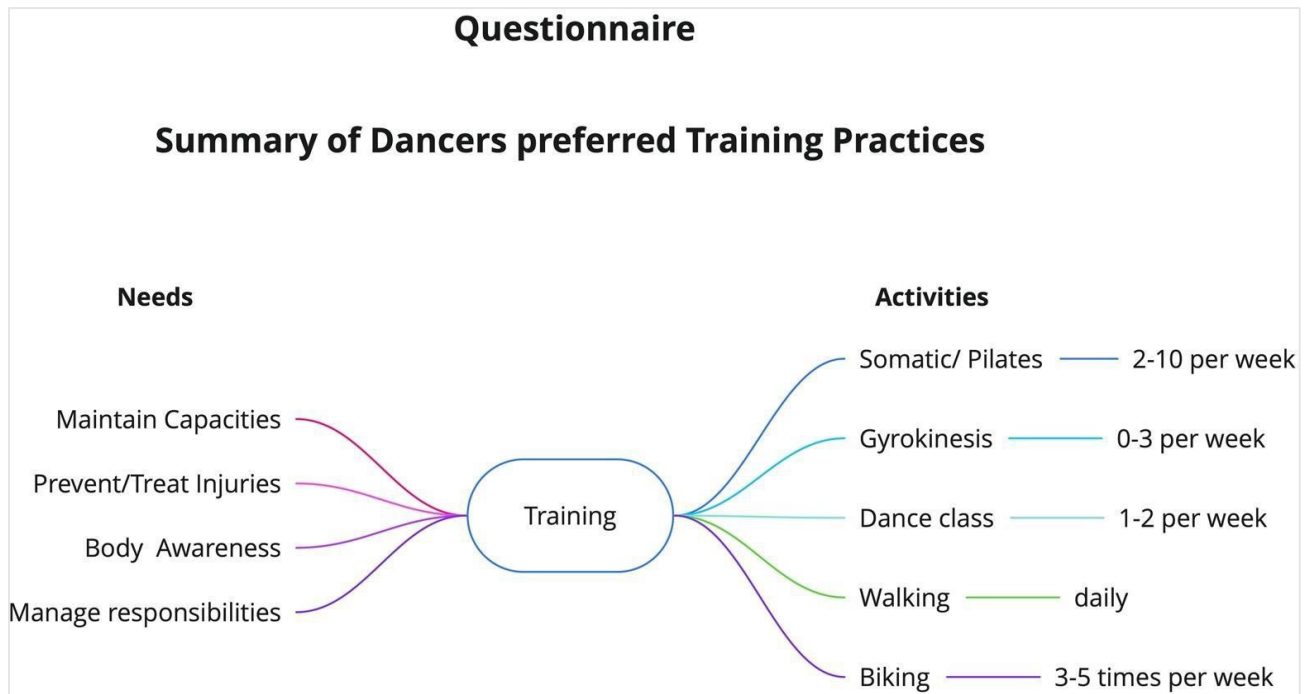 Questionnaire
Summary of Dancers preferred Training Practices
Needs
Activities
Maintain Capacities
Prevent/Treat Injuries
Body Awareness
Manage responsibilities
Training
Somatic/ Pilates 2-10 per week
Gyrokinesis 0-3 per week
Dance class 1-2 per week
Walking daily
Biking 3-5 times per week